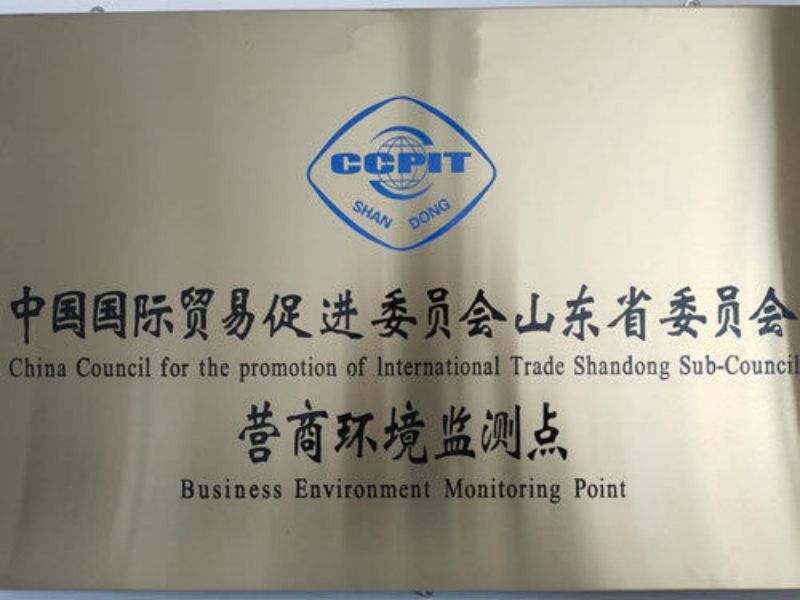 CCPIT
SHAN DONG
中国国际贸易促进委员会山东省委员会
China Council for the promotion of International Trade Shandong Sub-Council
营商环境监测点
Business Environment Monitoring Point